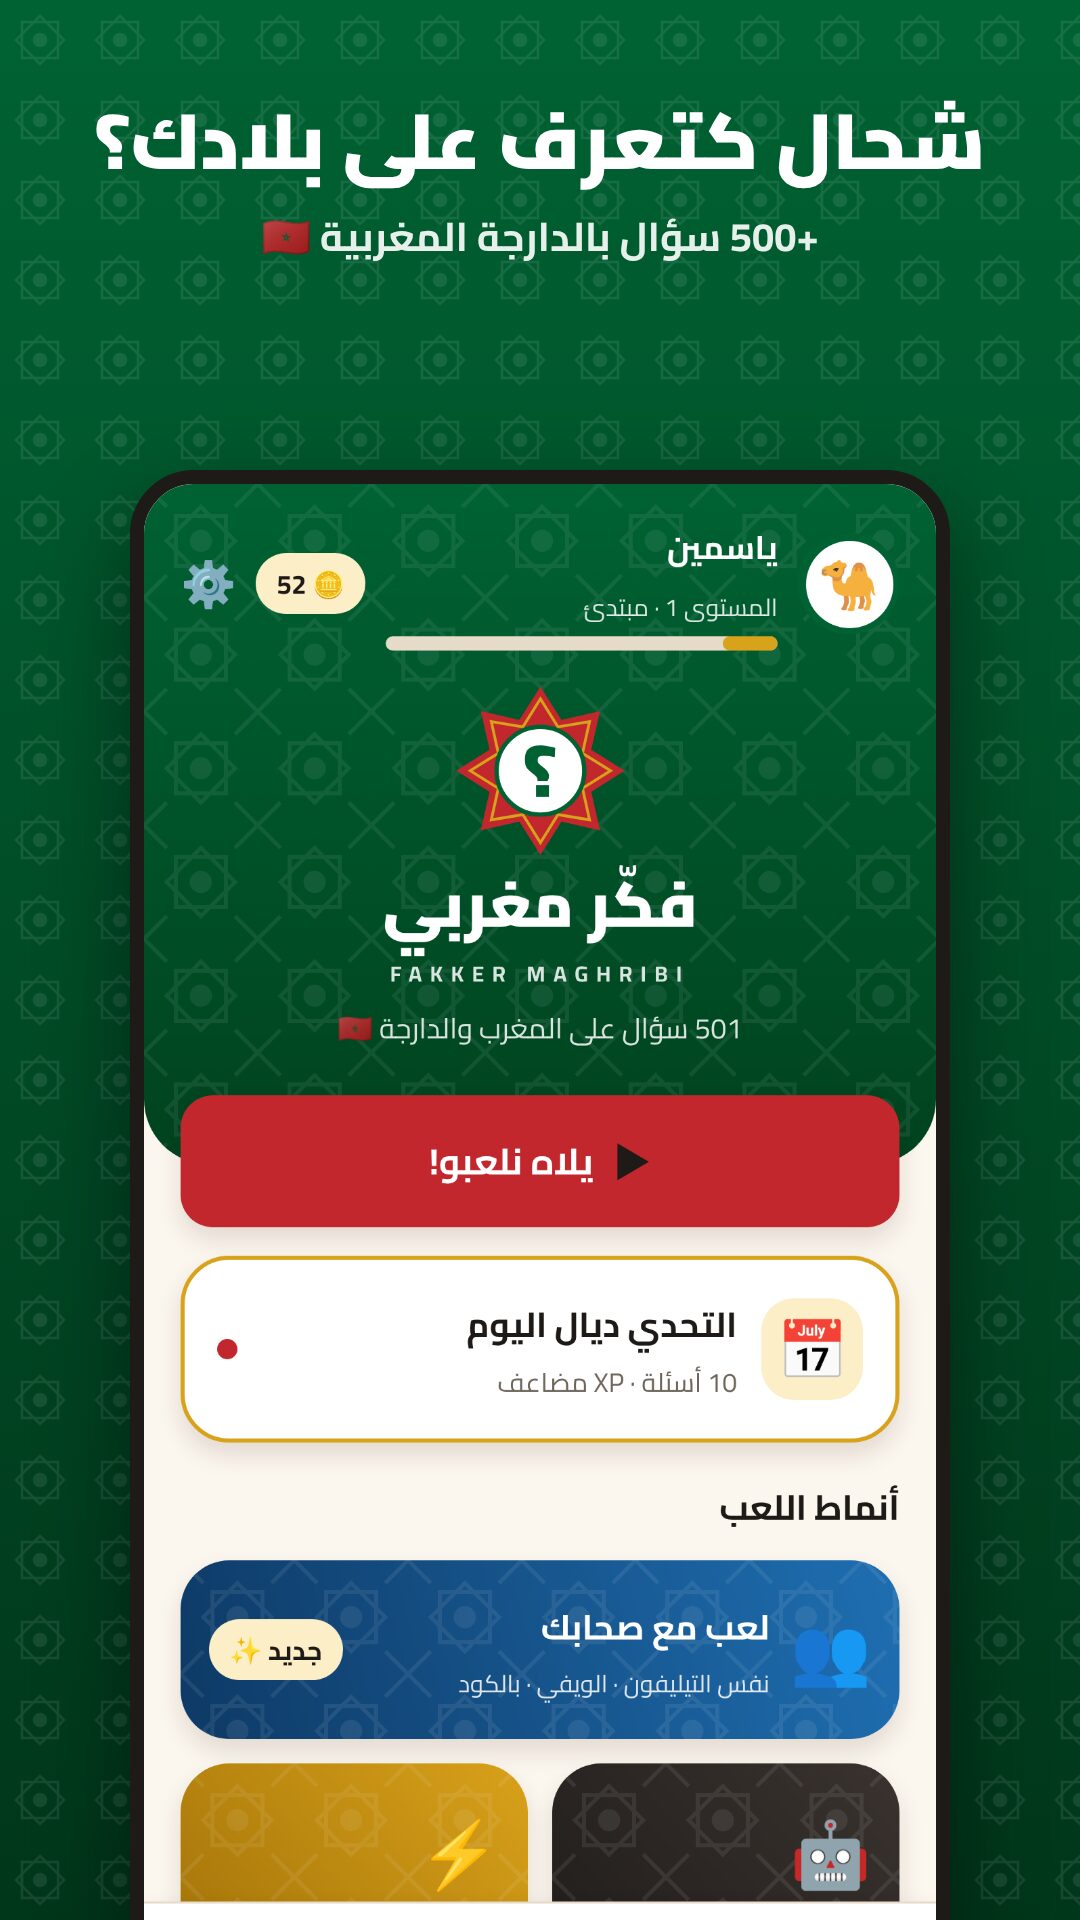 شحال كتعرف على بلادك؟
+500 سؤال بالدارجة المغربية 🇲🇦
ياسمين
المستوى 1 · مبتدئ
🪙 52
؟
فكّر مغربي
FAKKER MAGHRIBI
501 سؤال على المغرب والدارجة 🇲🇦
يلاه نلعبو!
التحدي ديال اليوم
10 أسئلة · XP مضاعف
July
17
أنماط اللعب
لعب مع صحابك
نفس التيليفون · الويفي · بالكود
جديد ✨